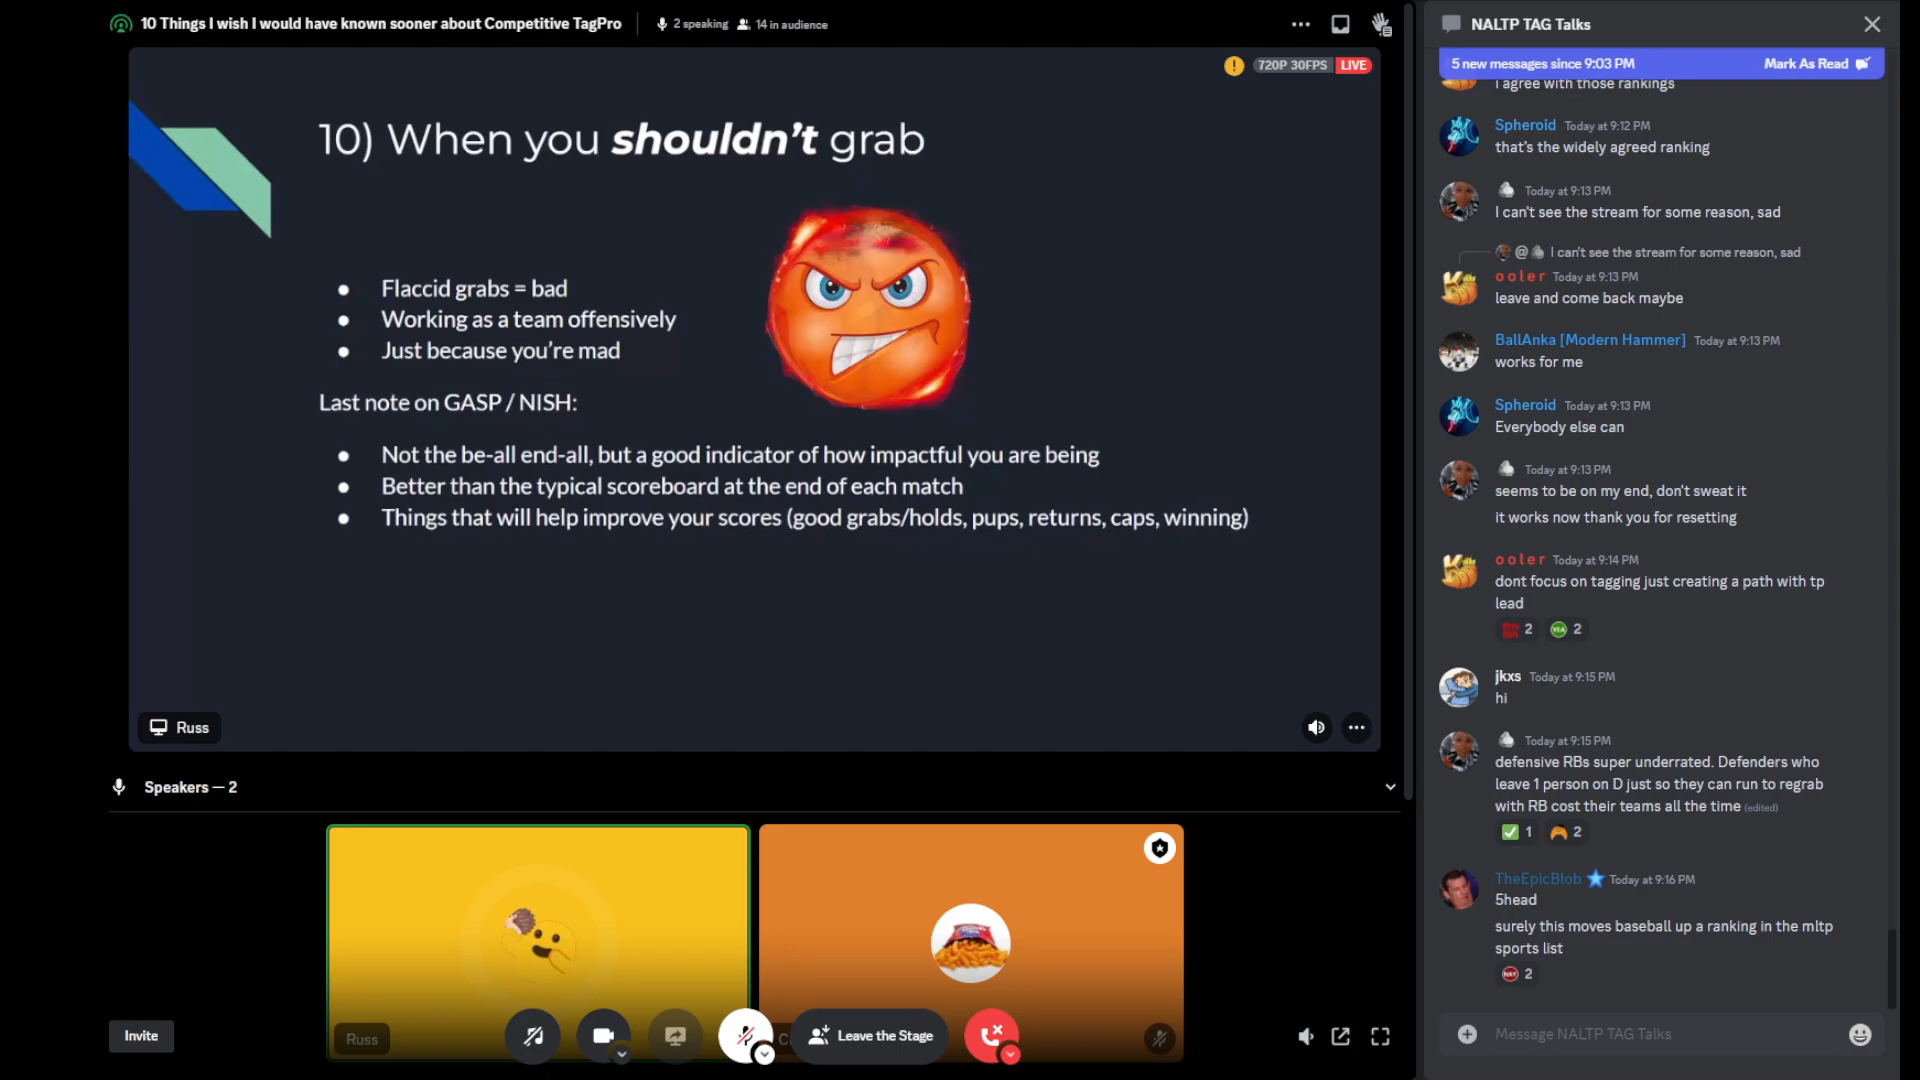 10 Things I wish I would have known sooner about Competitive TagPro
2 speaking
14 in audience
720P 30FPS
LIVE
10) When you shouldn't grab
Flaccid grabs = bad
Working as a team offensively
Just because you're mad
Last note on GASP / NISH:
Not the be-all end-all, but a good indicator of how impactful you are being
Better than the typical scoreboard at the end of each match
Things that will help improve your scores (good grabs/holds, pups, returns, caps, winning)
Russ
Speakers — 2
Russ
Invite
Leave the Stage
NALTP TAG Talks
5 new messages since 9:03 PM
Mark As Read
I agree with those rankings
Spheroid Today at 9:12 PM
that's the widely agreed ranking
Today at 9:13 PM
I can't see the stream for some reason, sad
@ I can't see the stream for some reason, sad
o o l e r Today at 9:13 PM
leave and come back maybe
BallAnka [Modern Hammer] Today at 9:13 PM
works for me
Spheroid Today at 9:13 PM
Everybody else can
Today at 9:13 PM
seems to be on my end, don't sweat it
it works now thank you for resetting
o o l e r Today at 9:14 PM
dont focus on tagging just creating a path with tp
lead
2
YEA 2
jkxs Today at 9:15 PM
hi
Today at 9:15 PM
defensive RBs super underrated. Defenders who
leave 1 person on D just so they can run to regrab
with RB cost their teams all the time (edited)
1
2
TheEpicBlob Today at 9:16 PM
5head
surely this moves baseball up a ranking in the mltp
sports list
NAY 2
Message NALTP TAG Talks